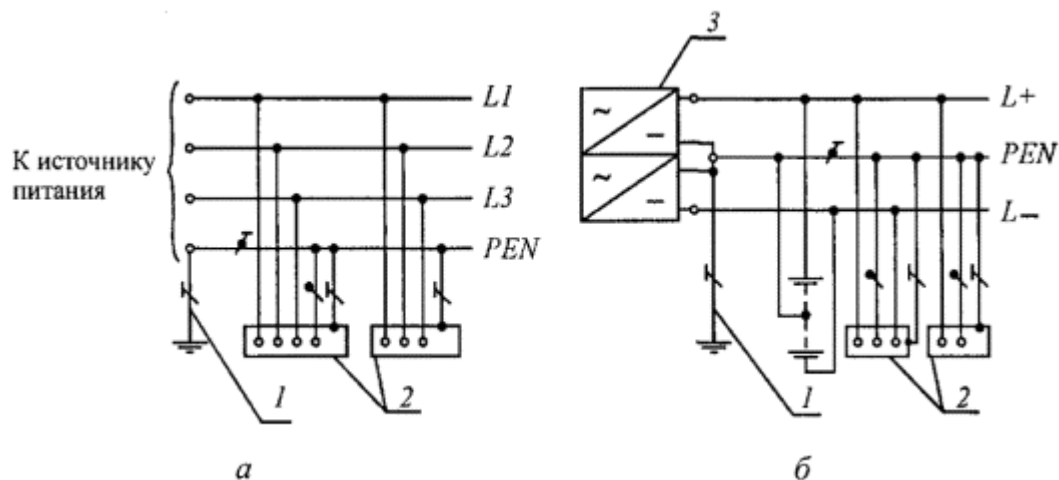 3
L1
L2
L3
PEN
К источнику
питания
L+
PEN
L−
1
2
1
2
а
б